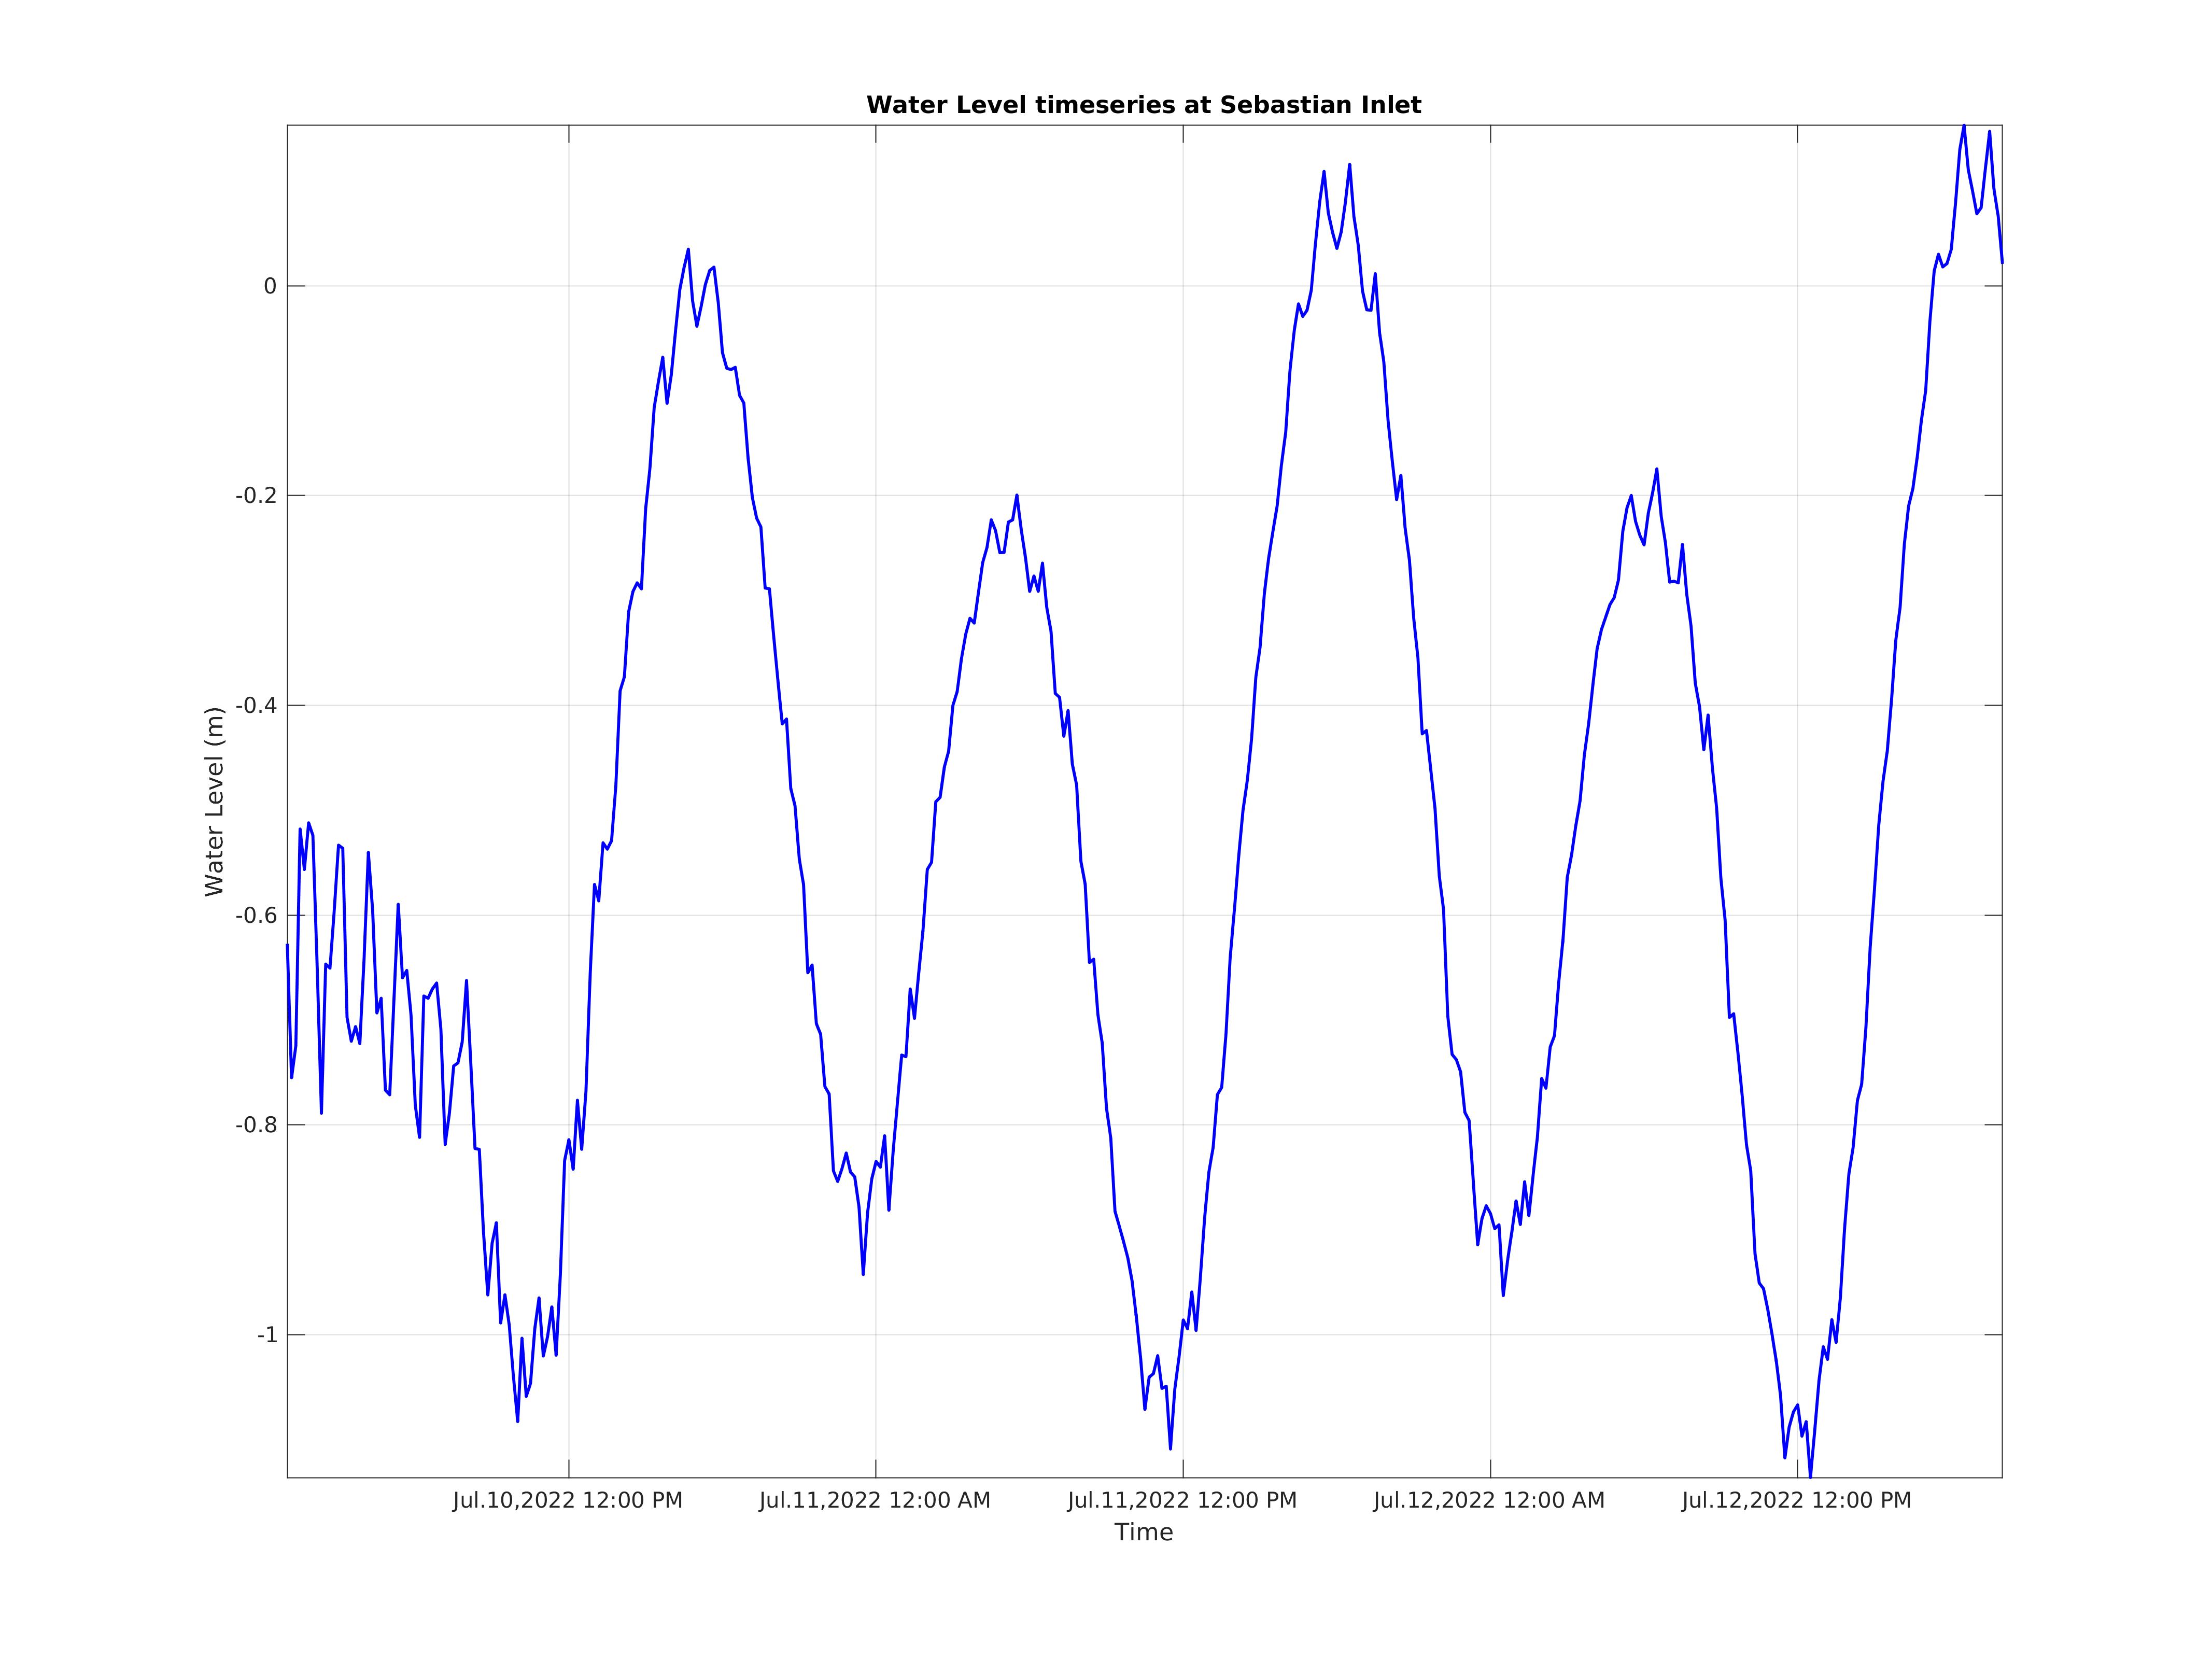 Water Level timeseries at Sebastian Inlet
Water Level (m)
0
-0.2
-0.4
-0.6
-0.8
-1
Jul.10,2022 12:00 PM
Jul.11,2022 12:00 AM
Jul.11,2022 12:00 PM
Jul.12,2022 12:00 AM
Jul.12,2022 12:00 PM
Time